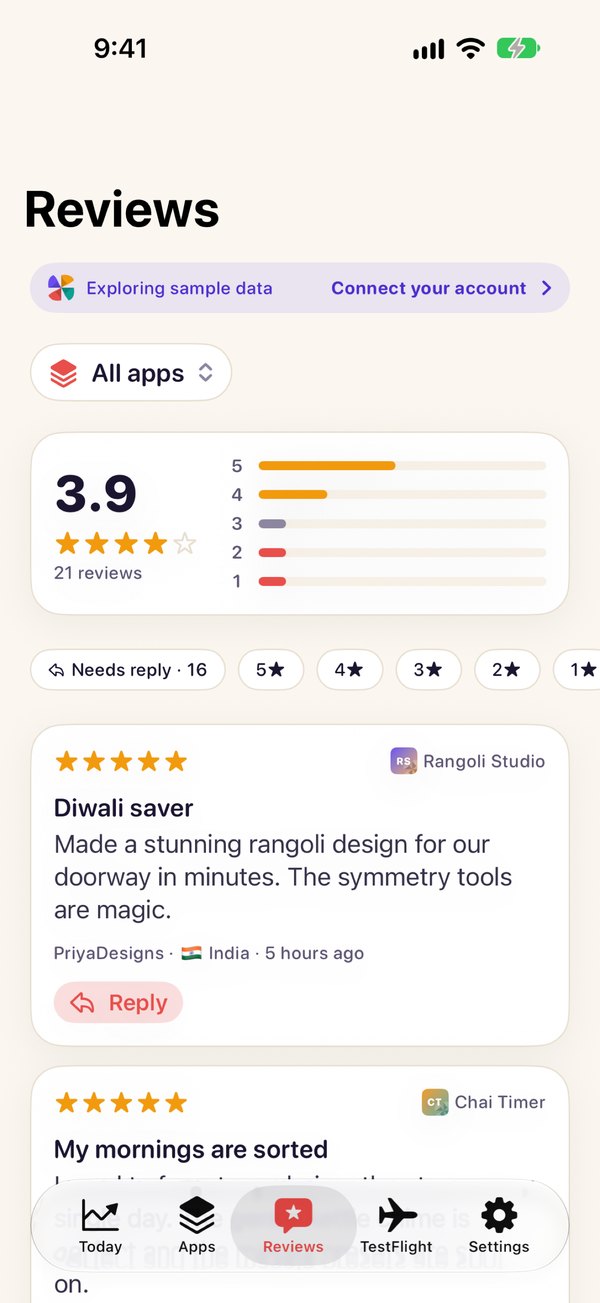 9:41
Reviews
Exploring sample data
Connect your account
All apps
3.9
21 reviews
5
4
3
2
1
Needs reply · 16
5★
4★
3★
2★
1★
RS
Rangoli Studio
Diwali saver
Made a stunning rangoli design for our
doorway in minutes. The symmetry tools
are magic.
PriyaDesigns · 🇮🇳 India · 5 hours ago
Reply
CT
Chai Timer
My mornings are sorted
single day.
on.
Today
Apps
Reviews
TestFlight
Settings